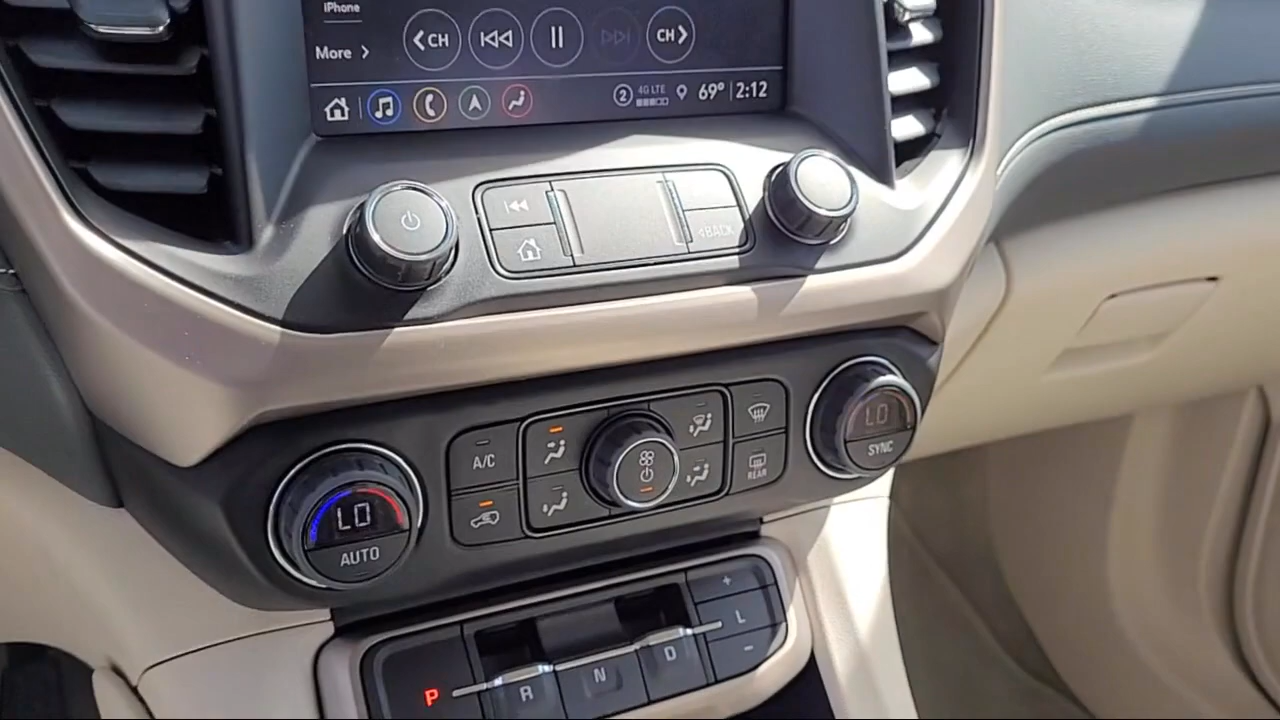 iPhone
More >
<CH
CH>
2
4G LTE
69° 2:12
◁BACK
A/C
REAR
LO
SYNC
LO
AUTO
+
L
−
P
R
N
D